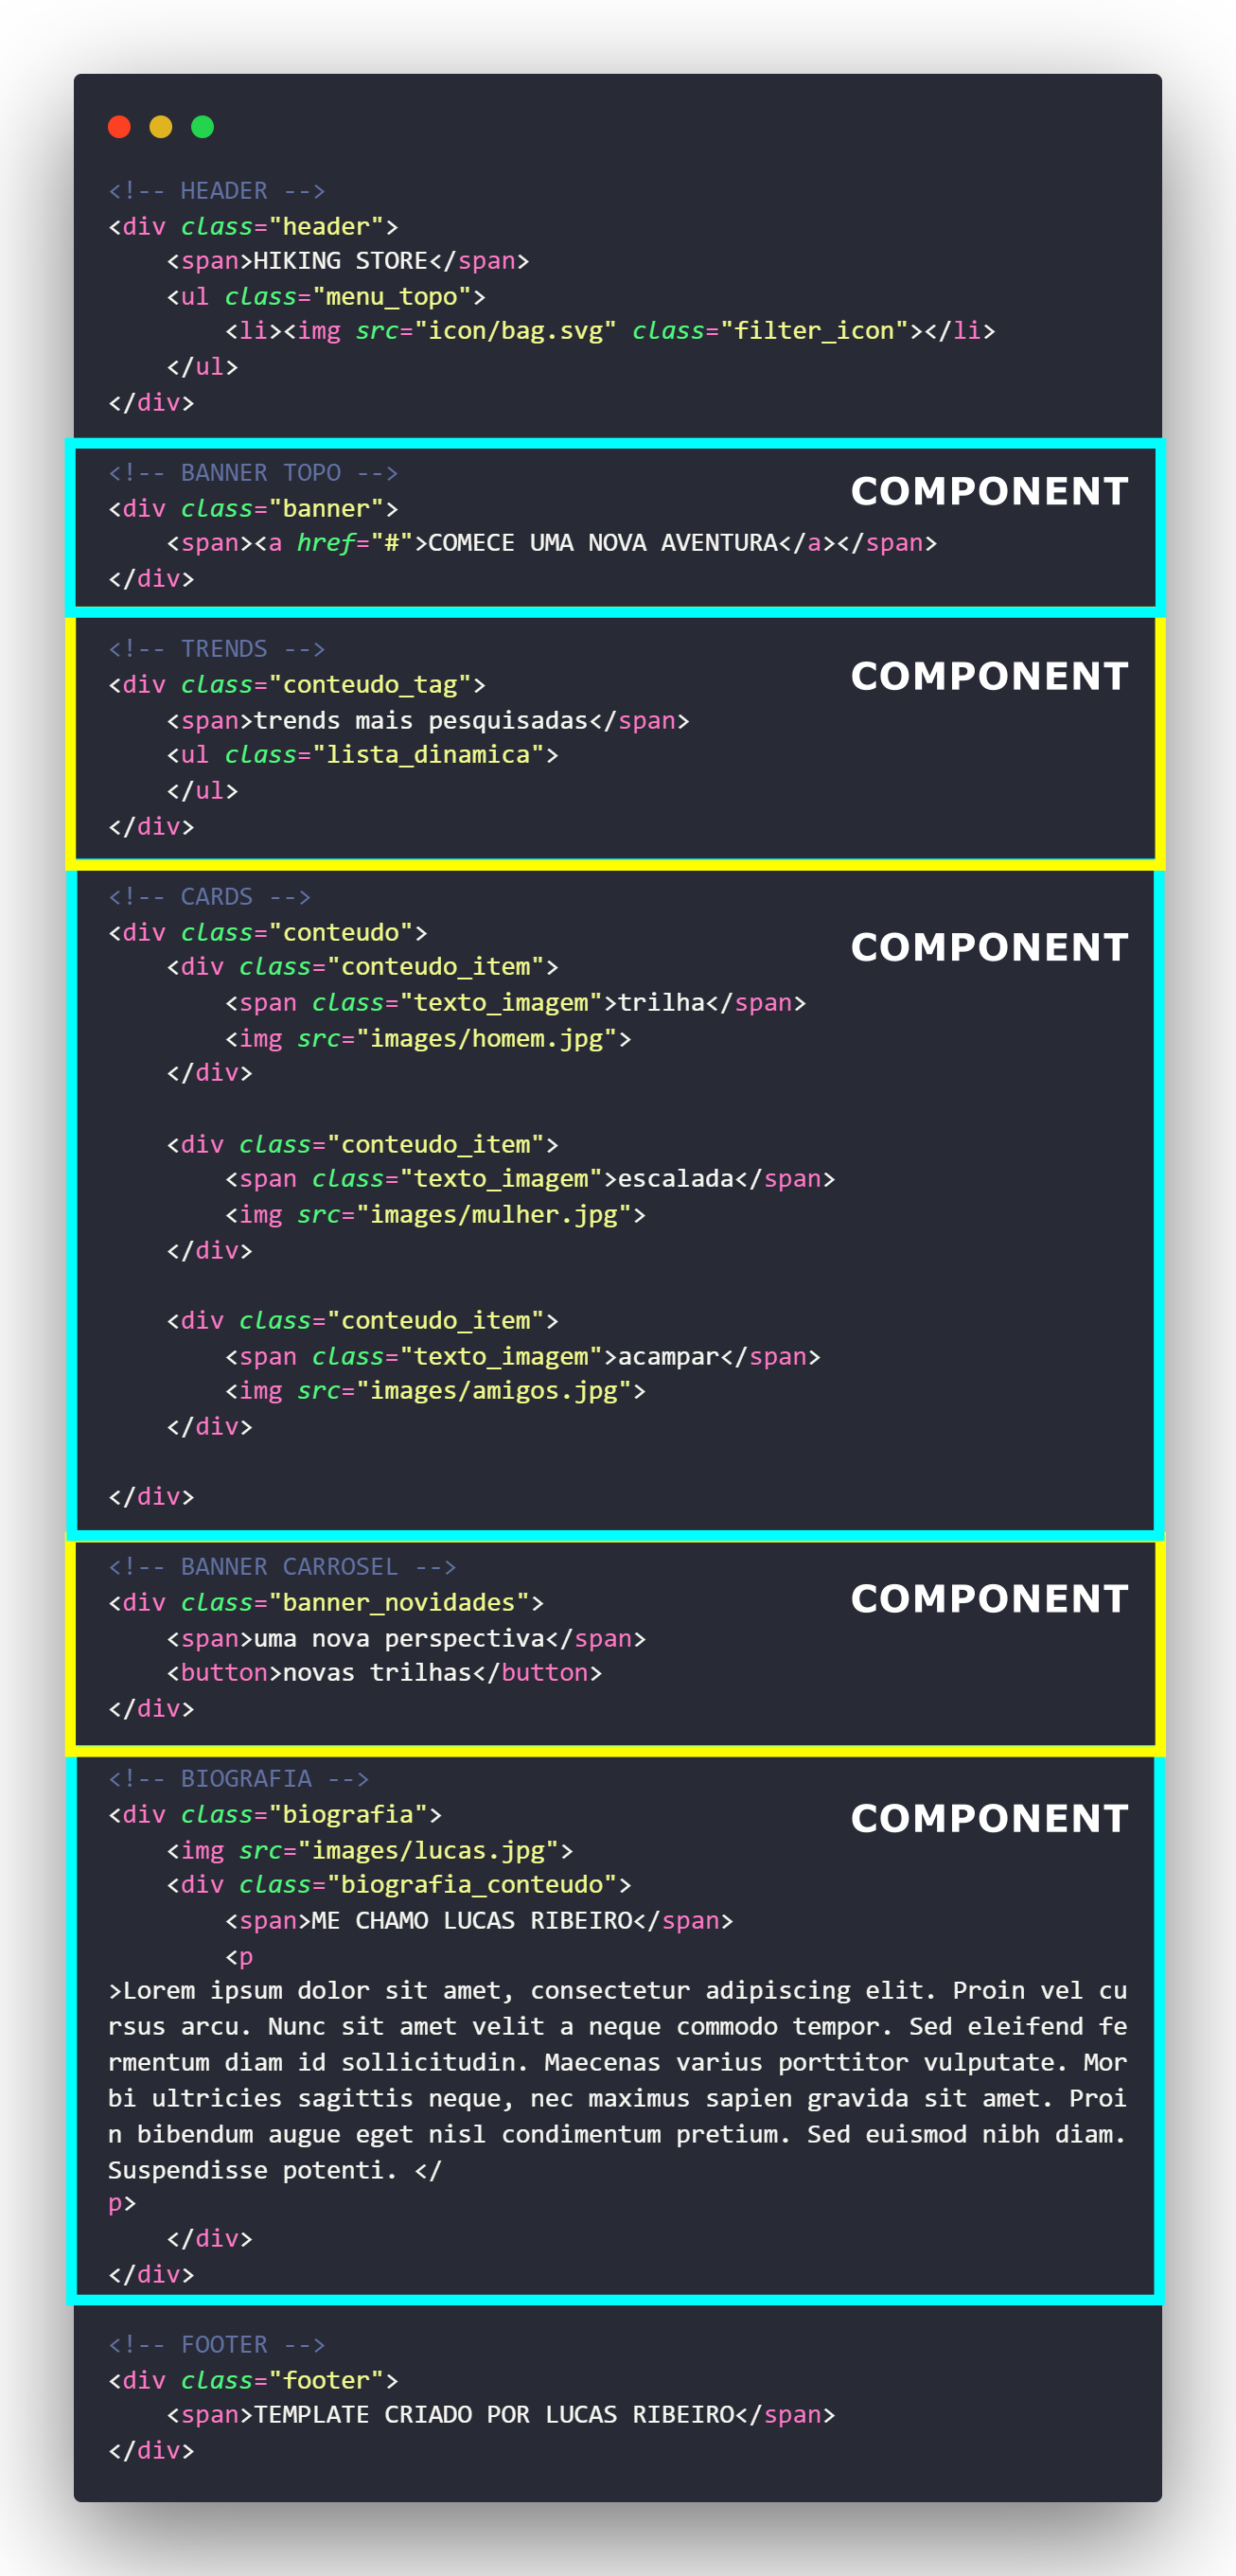 <!-- HEADER -->
<div class="header">
    <span>HIKING STORE</span>
    <ul class="menu_topo">
        <li><img src="icon/bag.svg" class="filter_icon"></li>
    </ul>
</div>
<!-- BANNER TOPO -->
COMPONENT
<div class="banner">
    <span><a href="#">COMECE UMA NOVA AVENTURA</a></span>
</div>
<!-- TRENDS -->
COMPONENT
<div class="conteudo_tag">
    <span>trends mais pesquisadas</span>
    <ul class="lista_dinamica">
    </ul>
</div>
<!-- CARDS -->
<div class="conteudo">
COMPONENT
    <div class="conteudo_item">
        <span class="texto_imagem">trilha</span>
        <img src="images/homem.jpg">
    </div>
    <div class="conteudo_item">
        <span class="texto_imagem">escalada</span>
        <img src="images/mulher.jpg">
    </div>
    <div class="conteudo_item">
        <span class="texto_imagem">acampar</span>
        <img src="images/amigos.jpg">
    </div>
</div>
<!-- BANNER CARROSEL -->
COMPONENT
<div class="banner_novidades">
    <span>uma nova perspectiva</span>
    <button>novas trilhas</button>
</div>
<!-- BIOGRAFIA -->
<div class="biografia">
COMPONENT
    <img src="images/lucas.jpg">
    <div class="biografia_conteudo">
        <span>ME CHAMO LUCAS RIBEIRO</span>
        <p
>Lorem ipsum dolor sit amet, consectetur adipiscing elit. Proin vel cu
rsus arcu. Nunc sit amet velit a neque commodo tempor. Sed eleifend fe
rmentum diam id sollicitudin. Maecenas varius porttitor vulputate. Mor
bi ultricies sagittis neque, nec maximus sapien gravida sit amet. Proi
n bibendum augue eget nisl condimentum pretium. Sed euismod nibh diam.
Suspendisse potenti. </
p>
    </div>
</div>
<!-- FOOTER -->
<div class="footer">
    <span>TEMPLATE CRIADO POR LUCAS RIBEIRO</span>
</div>